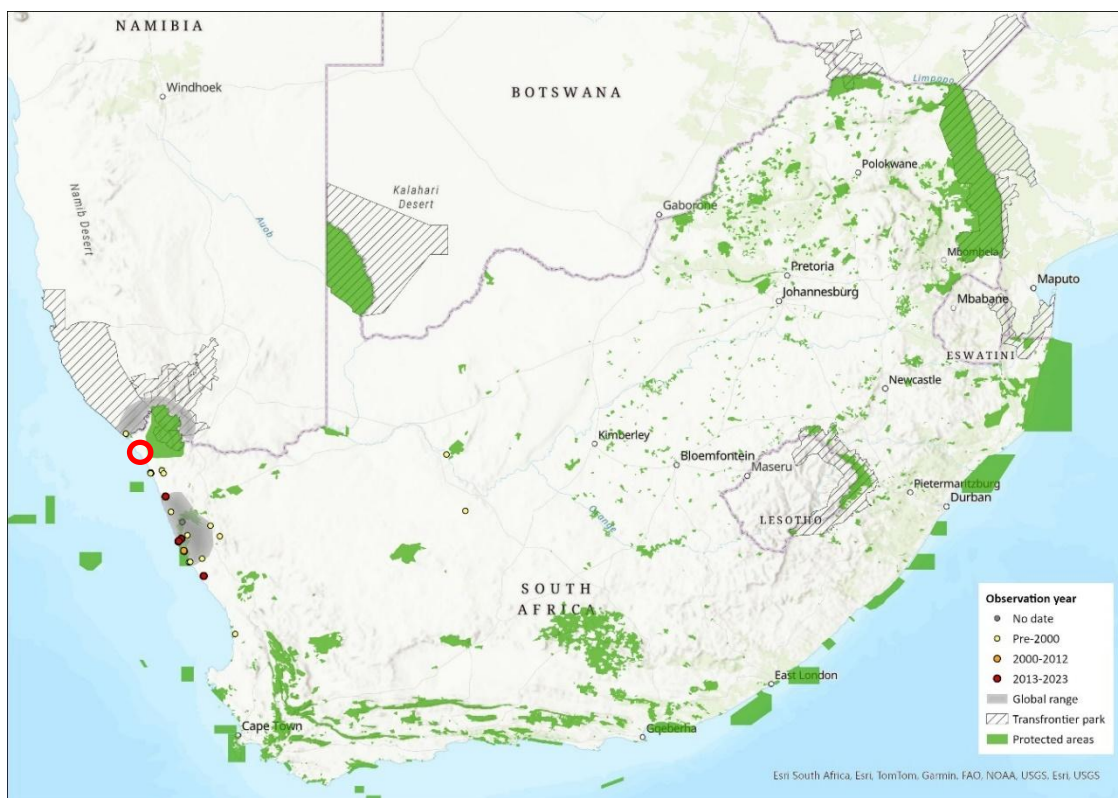 NAMIBIA
Windhoek
BOTSWANA
Limpopo
Polokwane
Kalahari
Desert
Namib Desert
Auob
Gaborone
Mbombela
Pretoria
Johannesburg
Maputo
Mbabane
ESWATINI
Newcastle
Kimberley
Bloemfontein
Maseru
Pietermaritzburg
Durban
LESOTHO
Orange
SOUTH
AFRICA
East London
Cape Town
Gqeberha
Observation year
No date
Pre-2000
2000-2012
2013-2023
Global range
Transfrontier park
Protected areas
Esri South Africa, Esri, TomTom, Garmin, FAO, NOAA, USGS, Esri, USGS